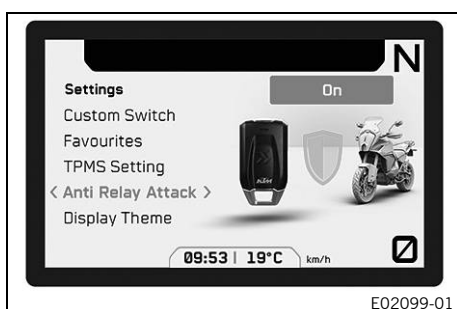 N
Settings
On
Custom Switch
Favourites
TPMS Setting
< Anti Relay Attack >
Display Theme
KTM
09:53 | 19°C km/h
0
E02099-01